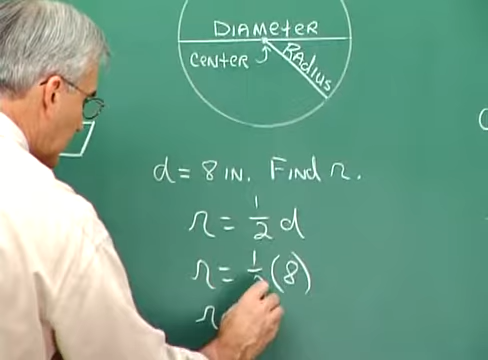 DIAMETER
CENTER
RADIUS
d = 8 IN. FIND r.
r = 1/2 d
r = 1/2 (8)
r